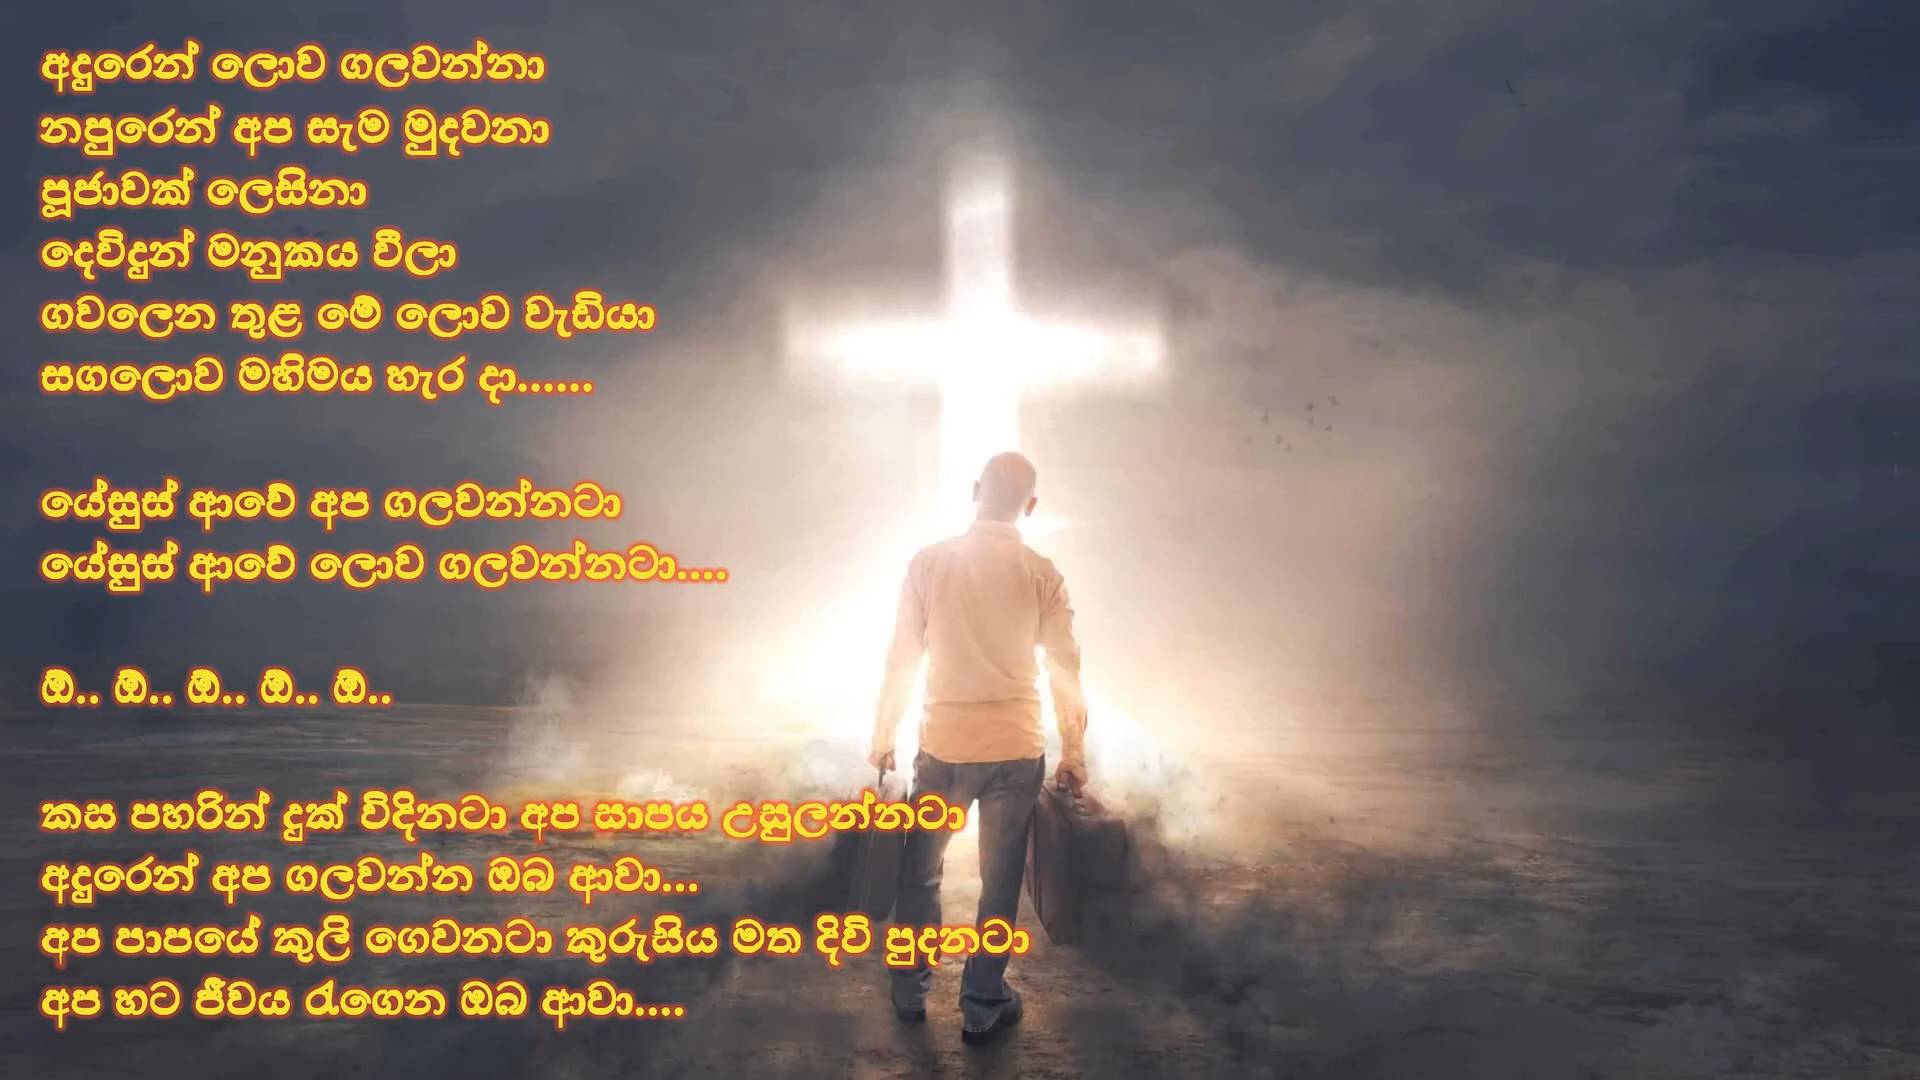 අඳුරෙන් ලොව ගලවන්නා
නපුරෙන් අප සැම මුදවනා
පූජාවක් ලෙසිනා
දෙවිඳුන් මනුකය වීලා
ගවලෙන තුළ මේ ලොව වැඩියා
සගලොව මහිමය හැර දා......
යේසුස් ආවේ අප ගලවන්නටා
යේසුස් ආවේ ලොව ගලවන්නටා....
ඕ.. ඕ.. ඕ.. ඕ.. ඕ..
කස පහරින් දුක් විදිනටා අප සාපය උසුලන්නටා
අඳුරෙන් අප ගලවන්න ඔබ ආවා...
අප පාපයේ කුලි ගෙවනටා කුරුසිය මත දිවි පුදනටා
අප හට ජීවය රැගෙන ඔබ ආවා....